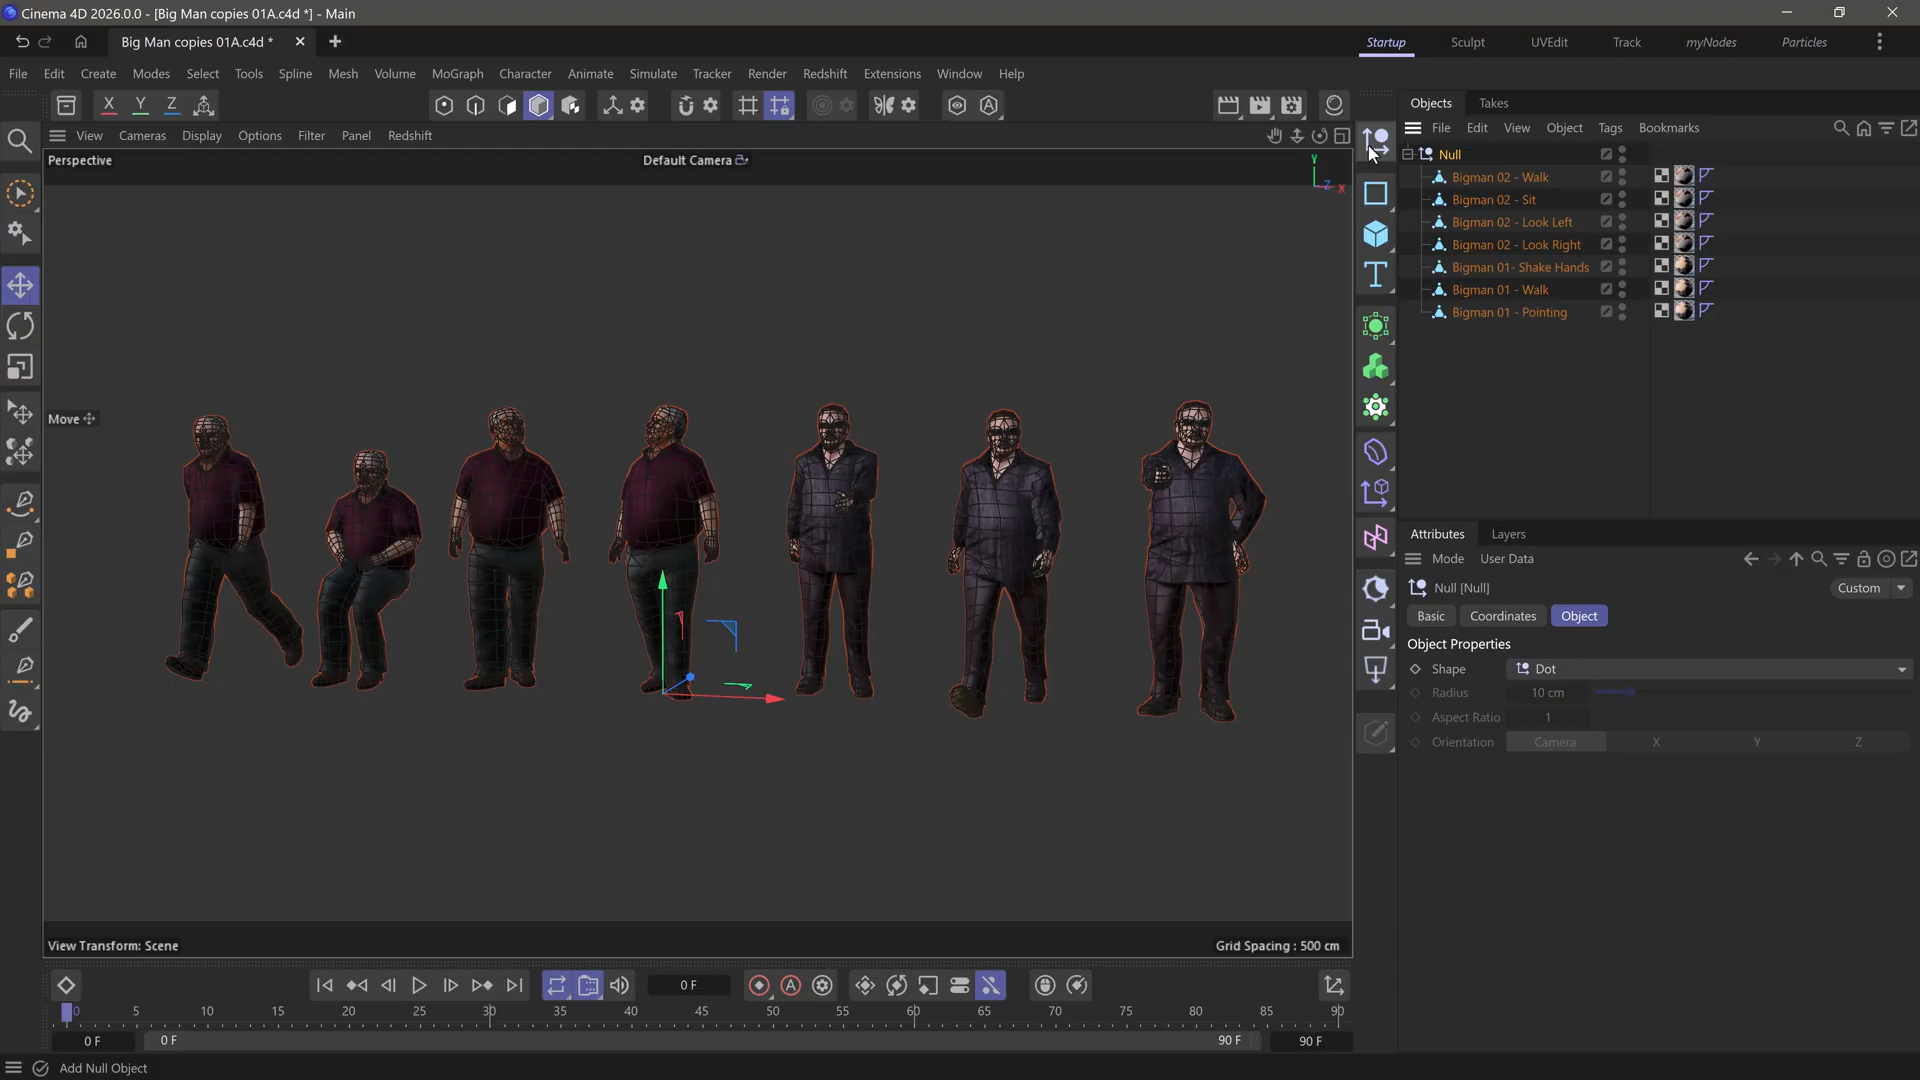 Cinema 4D 2026.0.0 - [Big Man copies 01A.c4d *] - Main
Big Man copies 01A.c4d *
Startup Sculpt UVEdit Track myNodes Particles
File Edit Create Modes Select Tools Spline Mesh Volume MoGraph Character Animate Simulate Tracker Render Redshift Extensions Window Help
X Y Z
Objects Takes
View Cameras Display Options Filter Panel Redshift
File Edit View Object Tags Bookmarks
Perspective
Default Camera
Y
Z X
Null
Bigman 02 - Walk
Bigman 02 - Sit
Bigman 02 - Look Left
Bigman 02 - Look Right
Bigman 01- Shake Hands
Bigman 01 - Walk
Bigman 01 - Pointing
Move
Attributes Layers
Mode User Data
Null [Null]
Custom
Basic Coordinates Object
Object Properties
Shape Dot
Radius 10 cm
Aspect Ratio 1
Orientation Camera X Y Z
View Transform: Scene
Grid Spacing : 500 cm
0 F
0 5 10 15 20 25 30 35 40 45 50 55 60 65 70 75 80 85 90
0 F 0 F 90 F 90 F
Add Null Object